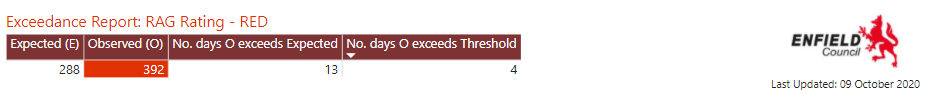 Exceedance Report: RAG Rating - RED
Expected (E) Observed (O) No. days O exceeds Expected No. days O exceeds Threshold
288 392 13 4
ENFIELD
Council
Last Updated: 09 October 2020